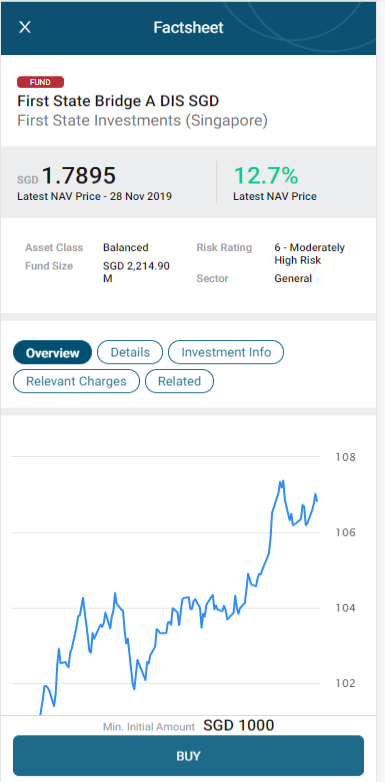 X Factsheet
FUND
First State Bridge A DIS SGD
First State Investments (Singapore)
SGD 1.7895
Latest NAV Price - 28 Nov 2019
12.7%
Latest NAV Price
Asset Class Balanced
Fund Size SGD 2,214.90
M
Risk Rating 6 - Moderately
High Risk
Sector General
Overview Details Investment Info
Relevant Charges Related
108
106
104
102
Min. Initial Amount SGD 1000
BUY